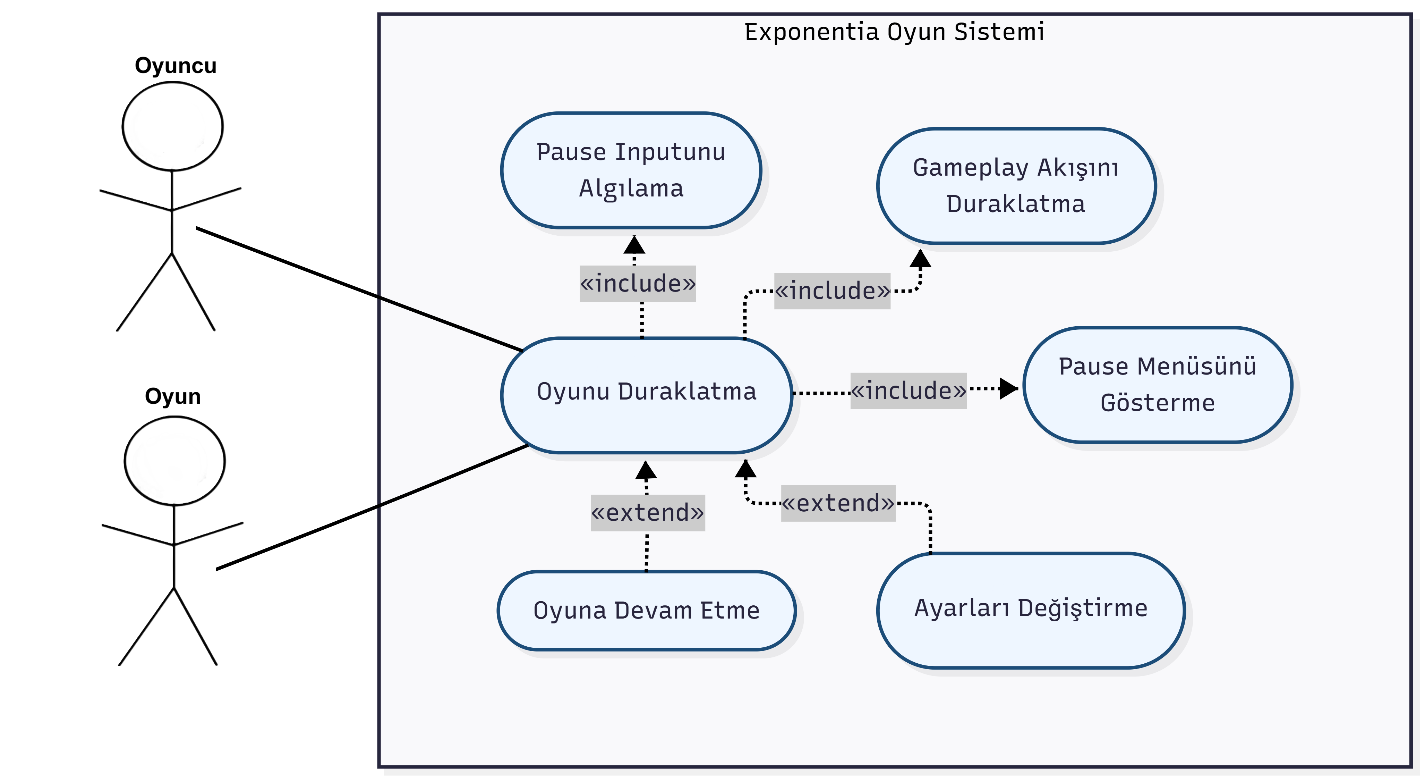 Exponentia Oyun Sistemi
Oyuncu
Pause Inputunu
Algılama
Gameplay Akışını
Duraklatma
«include»
«include»
Oyunu Duraklatma
«include»
Pause Menüsünü
Gösterme
Oyun
«extend»
«extend»
Oyuna Devam Etme
Ayarları Değiştirme